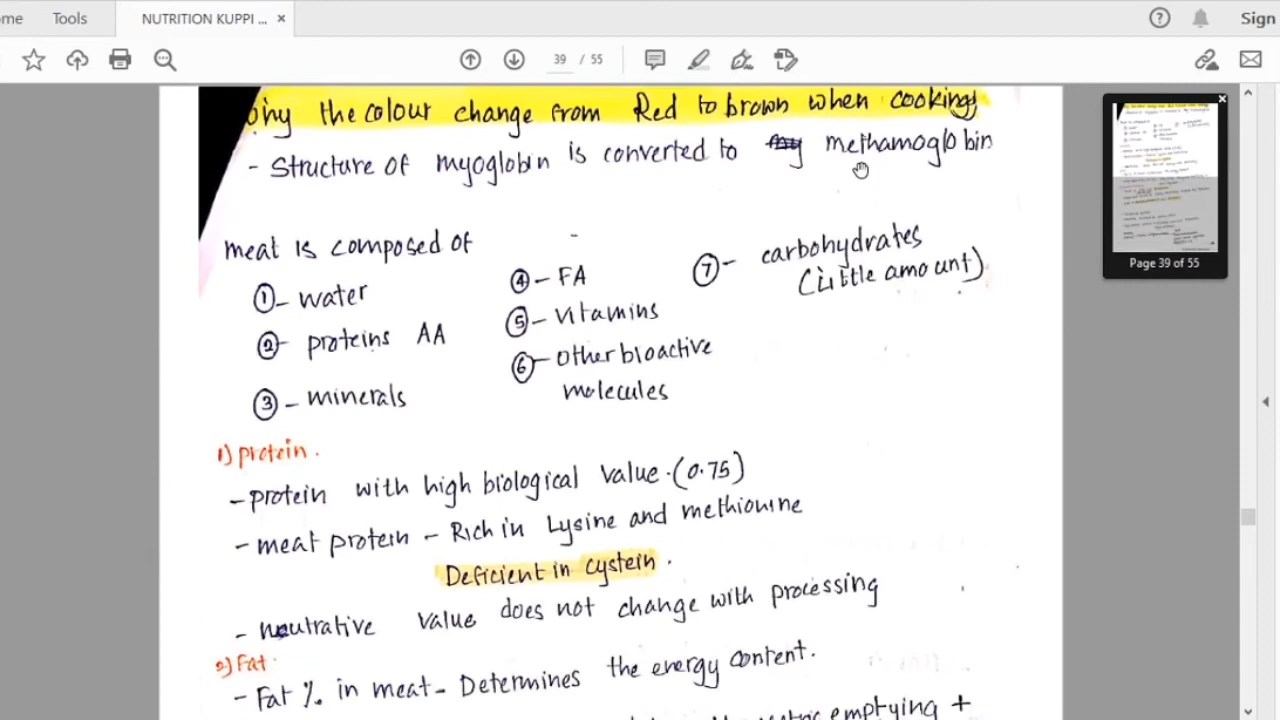 ome Tools NUTRITION KUPPI ... × Sign
39 / 55
why the colour change from Red to brown when cooking
- Structure of myoglobin is converted to methamoglobin
meat is composed of
① - water
② - proteins AA
③ - minerals
④ - FA
⑤ - vitamins
⑥ - Other bioactive
molecules
⑦ - carbohydrates
(Little amount)
1) protein.
- protein with high biological value. (0.75)
- meat protein - Rich in Lysine and methionine
Deficient in cystein.
- neutrative value does not change with processing
2) Fat.
- Fat % in meat - Determines the energy content.
emptying +
Page 39 of 55